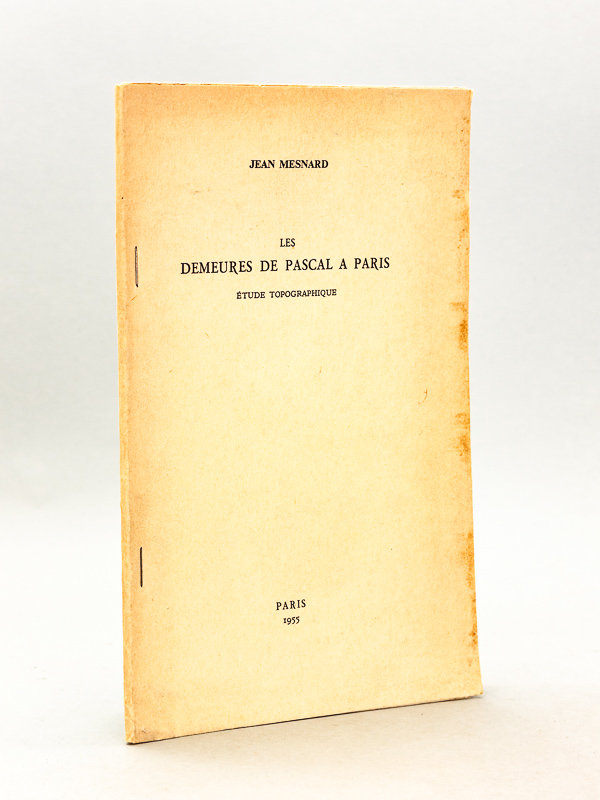 JEAN MESNARD
LES
DEMEURES DE PASCAL A PARIS
ÉTUDE TOPOGRAPHIQUE
PARIS
1955